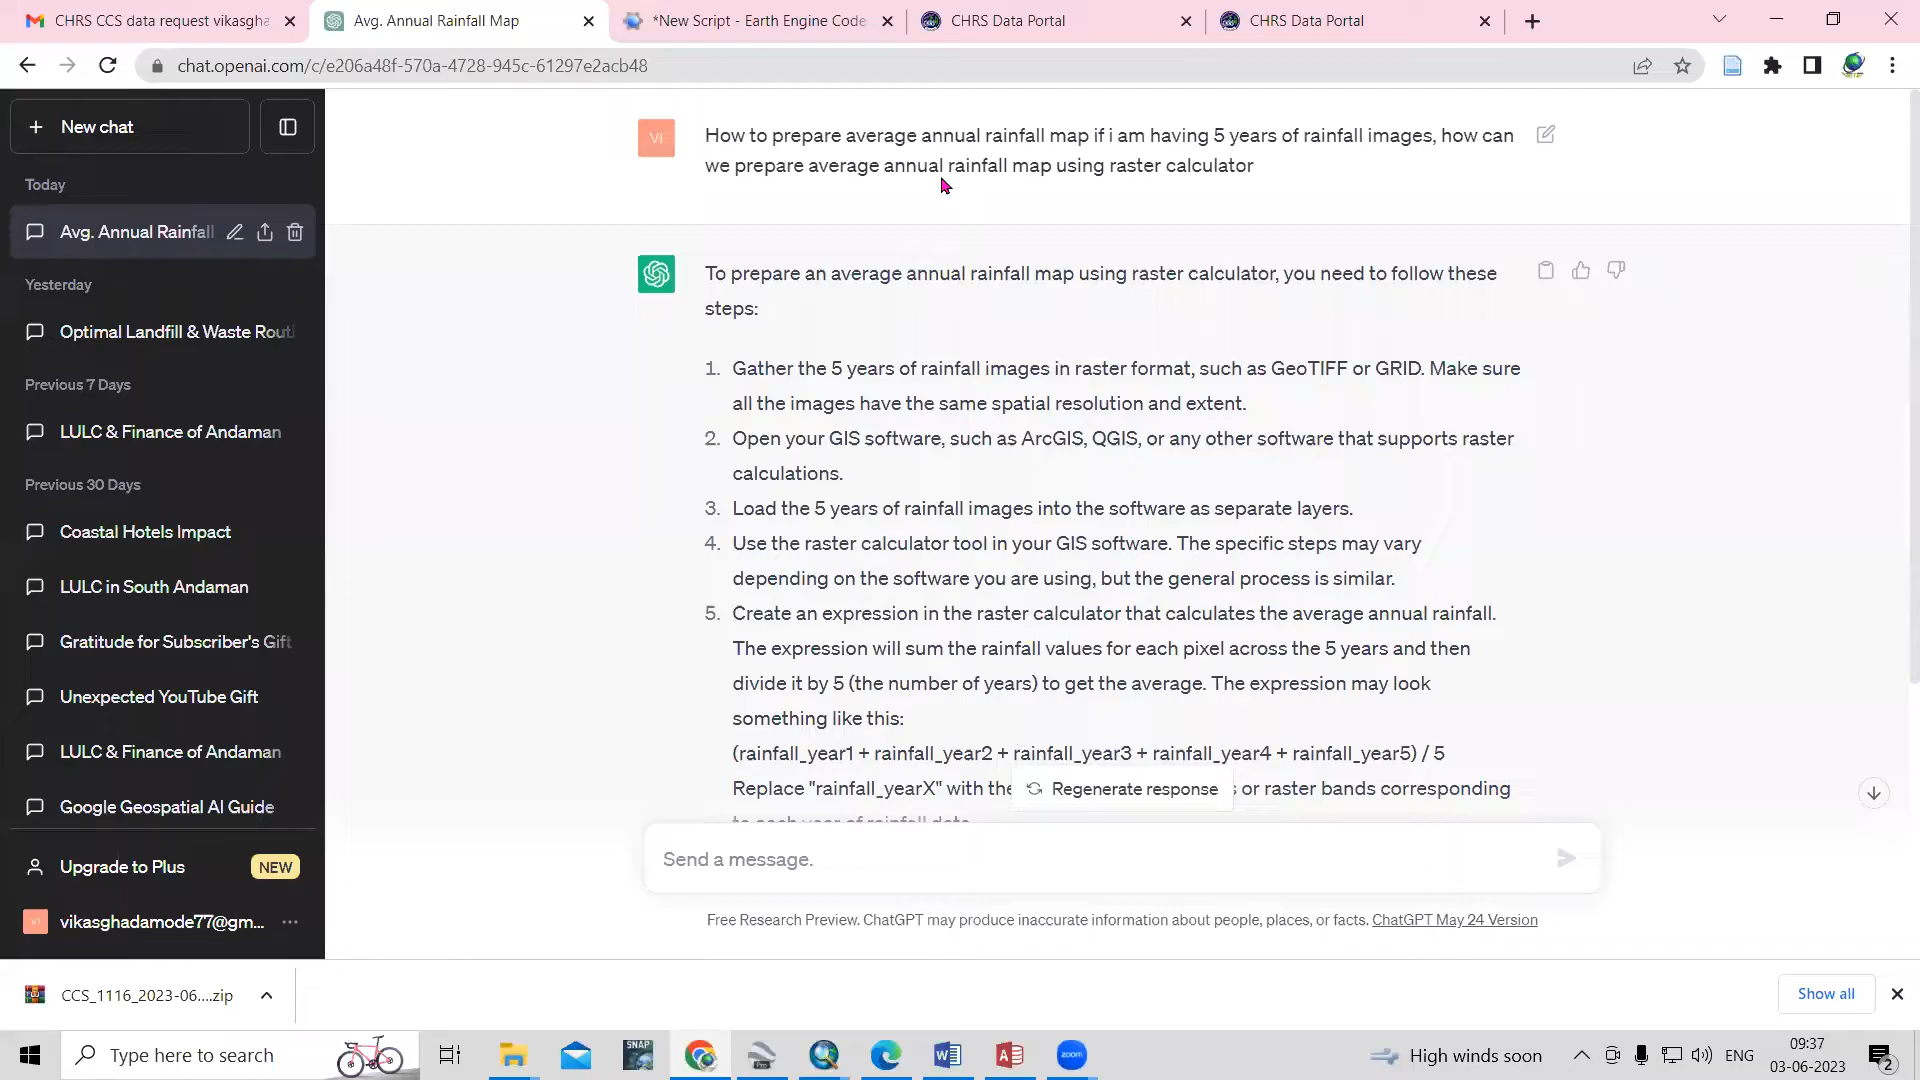 CHRS CCS data request vikasgha
Avg. Annual Rainfall Map
*New Script - Earth Engine Code
CHRS Data Portal
CHRS Data Portal
chat.openai.com/c/e206a48f-570a-4728-945c-61297e2acb48
New chat
Today
Avg. Annual Rainfall
Yesterday
Optimal Landfill & Waste Rout
Previous 7 Days
LULC & Finance of Andaman
Previous 30 Days
Coastal Hotels Impact
LULC in South Andaman
Gratitude for Subscriber's Gift
Unexpected YouTube Gift
LULC & Finance of Andaman
Google Geospatial AI Guide
Upgrade to Plus
NEW
VI
vikasghadamode77@gm...
VI
How to prepare average annual rainfall map if i am having 5 years of rainfall images, how can
we prepare average annual rainfall map using raster calculator
To prepare an average annual rainfall map using raster calculator, you need to follow these
steps:
1. Gather the 5 years of rainfall images in raster format, such as GeoTIFF or GRID. Make sure
all the images have the same spatial resolution and extent.
2. Open your GIS software, such as ArcGIS, QGIS, or any other software that supports raster
calculations.
3. Load the 5 years of rainfall images into the software as separate layers.
4. Use the raster calculator tool in your GIS software. The specific steps may vary
depending on the software you are using, but the general process is similar.
5. Create an expression in the raster calculator that calculates the average annual rainfall.
The expression will sum the rainfall values for each pixel across the 5 years and then
divide it by 5 (the number of years) to get the average. The expression may look
something like this:
(rainfall_year1 + rainfall_year2 + rainfall_year3 + rainfall_year4 + rainfall_year5) / 5
Replace "rainfall_yearX" with the
or raster bands corresponding
to each year of rainfall data.
Regenerate response
Send a message.
Free Research Preview. ChatGPT may produce inaccurate information about people, places, or facts. ChatGPT May 24 Version
CCS_1116_2023-06....zip
Show all
Type here to search
SNAP
Pro
zoom
High winds soon
ENG
09:37
03-06-2023
2